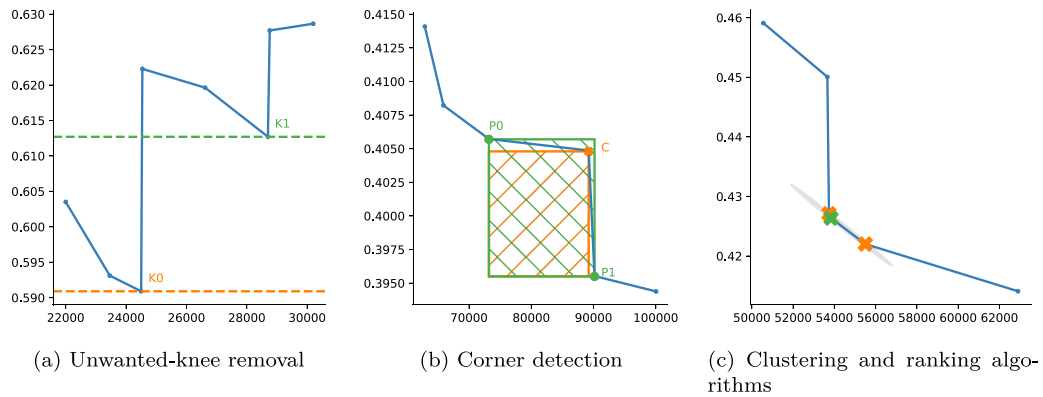 0.630
0.625
0.620
0.615
0.610
0.605
0.600
0.595
0.590
K1
K0
22000 24000 26000 28000 30000
(a) Unwanted-knee removal
0.4150
0.4125
0.4100
0.4075
0.4050
0.4025
0.4000
0.3975
0.3950
P0
C
P1
70000 80000 90000 100000
(b) Corner detection
0.46
0.45
0.44
0.43
0.42
50000 52000 54000 56000 58000 60000 62000
(c) Clustering and ranking algo-
rithms